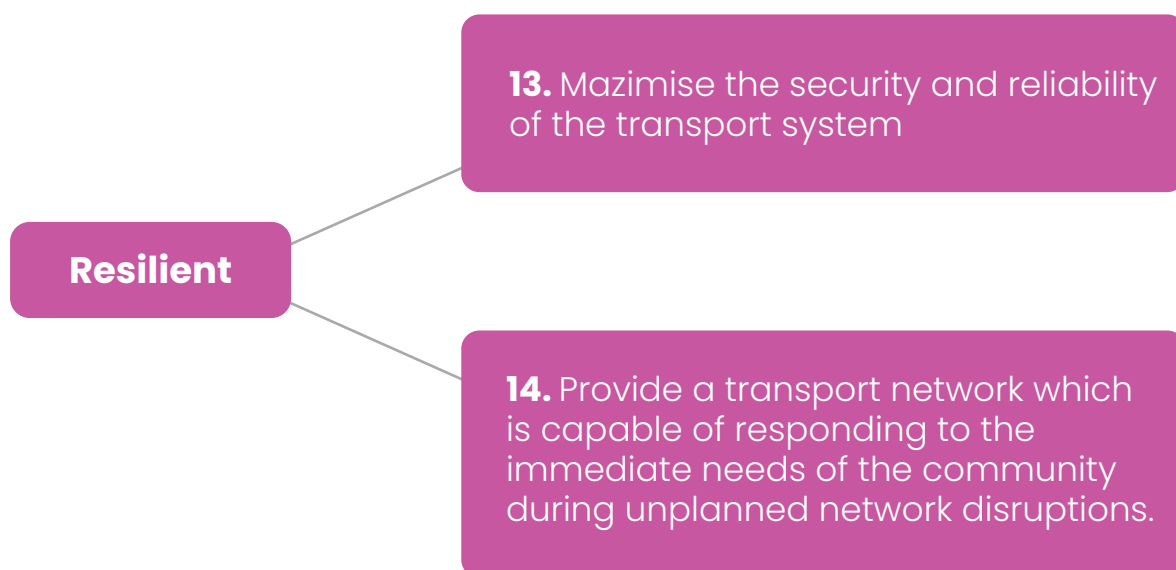 Resilient
13. Mazimise the security and reliability
of the transport system
14. Provide a transport network which
is capable of responding to the
immediate needs of the community
during unplanned network disruptions.